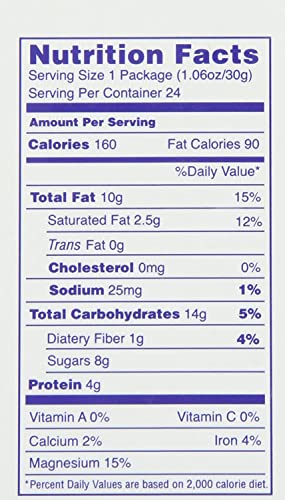 Nutrition Facts
Serving Size 1 Package (1.06oz/30g)
Serving Per Container 24
Amount Per Serving
Calories 160 Fat Calories 90
%Daily Value*
Total Fat 10g 15%
Saturated Fat 2.5g 12%
Trans Fat 0g
Cholesterol 0mg 0%
Sodium 25mg 1%
Total Carbohydrates 14g 5%
Diatery Fiber 1g 4%
Sugars 8g
Protein 4g
Vitamin A 0% Vitamin C 0%
Calcium 2% Iron 4%
Magnesium 15%
*Percent Daily Values are based on 2,000 calorie diet.